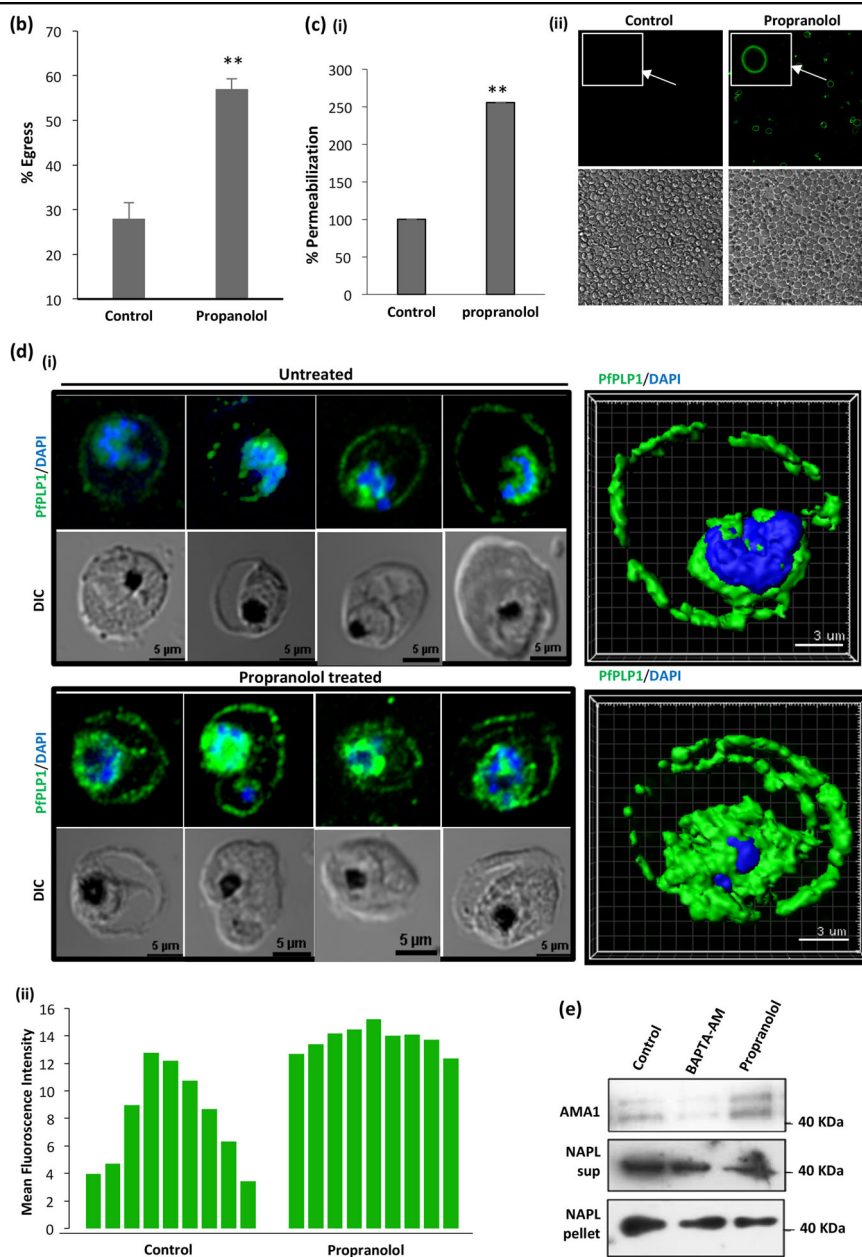 (b)
% Egress
70
60
50
40
30
20
10
**
Control
Propanolol
(c) (i)
% Permeabilization
300
250
200
150
100
50
0
**
Control
propranolol
(ii)
Control
Propranolol
(d)
(i)
Untreated
PfPLP1/DAPI
DIC
5 µm
5 µm
5 µm
5 µm
PfPLP1/DAPI
3 um
Propranolol treated
PfPLP1/DAPI
DIC
5 µm
5 µm
5 µm
5 µm
PfPLP1/DAPI
3 um
(ii)
Mean Fluoroscence Intensity
16
14
12
10
8
6
4
2
0
Control
Propranolol
(e)
Control
BAPTA-AM
Propranolol
AMA1
40 KDa
NAPL
sup
40 KDa
NAPL
pellet
40 KDa